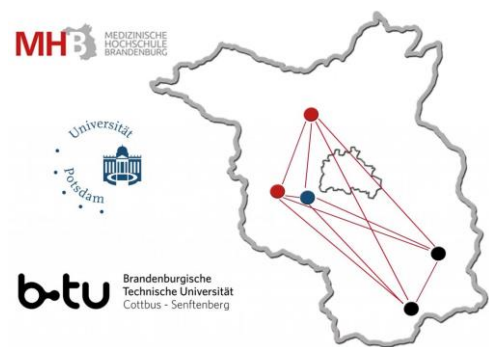 MHB MEDIZINISCHE
HOCHSCHULE
BRANDENBURG
Universität
Potsdam
b-tu Brandenburgische
Technische Universität
Cottbus - Senftenberg